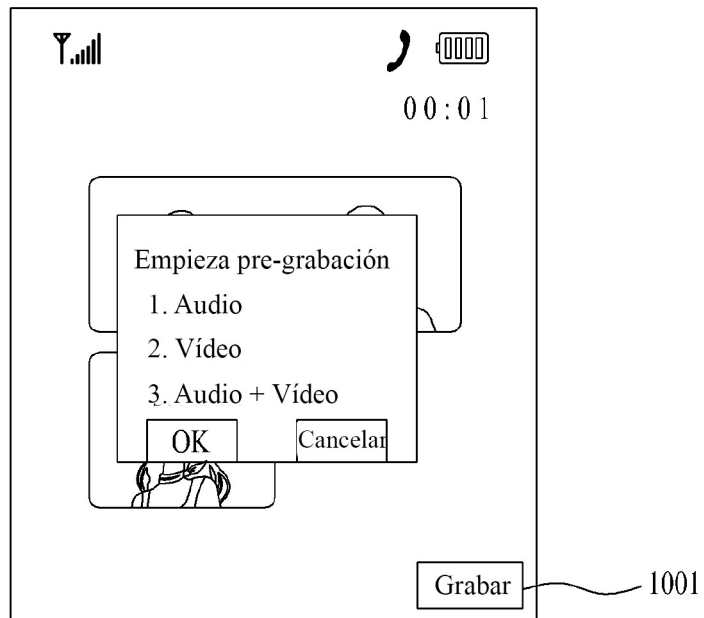 00:01
Empieza pre-grabación
1. Audio
2. Vídeo
3. Audio + Vídeo
OK Cancelar
Grabar 1001